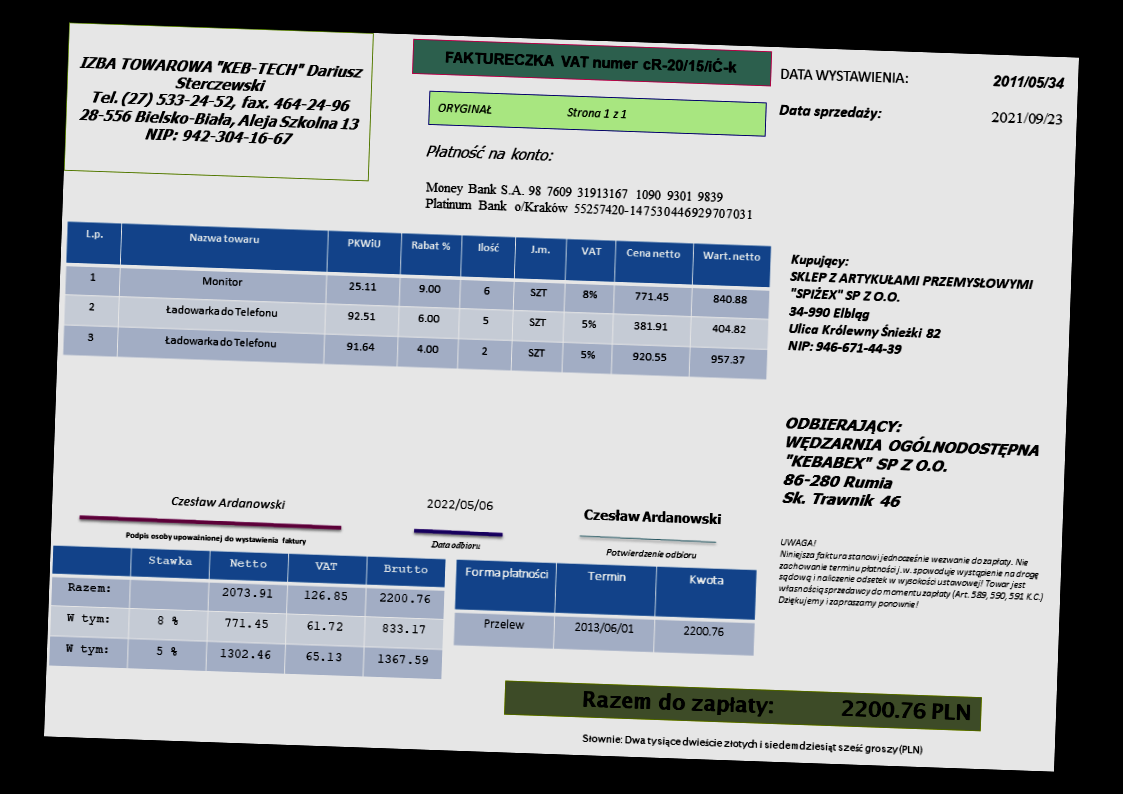 IZBA TOWAROWA "KEB-TECH" Dariusz
Sterczewski
Tel. (27) 533-24-52, fax. 464-24-96
28-556 Bielsko-Biała, Aleja Szkolna 13
NIP: 942-304-16-67
FAKTURECZKA VAT numer cR-20/15/iĆ-k
ORYGINAŁ Strona 1 z 1
DATA WYSTAWIENIA: 2011/05/34
Data sprzedaży: 2021/09/23
Płatność na konto:
Money Bank S.A. 98 7609 31913167 1090 9301 9839
Platinum Bank o/Kraków 55257420-147530446929707031
L.p. Nazwa towaru PKWiU Rabat % Ilość J.m. VAT Cena netto Wart. netto
1 Monitor 25.11 9.00 6 SZT 8% 771.45 840.88
2 Ładowarka do Telefonu 92.51 6.00 5 SZT 5% 381.91 404.82
3 Ładowarka do Telefonu 91.64 4.00 2 SZT 5% 920.55 957.37
Kupujący:
SKLEP Z ARTYKUŁAMI PRZEMYSŁOWYMI
"SPIŻEX" SP Z O.O.
34-990 Elbląg
Ulica Królewny Śnieżki 82
NIP: 946-671-44-39
ODBIERAJĄCY:
WĘDZARNIA OGÓLNODOSTĘPNA
"KEBABEX" SP Z O.O.
86-280 Rumia
Sk. Trawnik 46
Czesław Ardanowski
Podpis osoby upoważnionej do wystawienia faktury
2022/05/06
Data odbioru
Czesław Ardanowski
Potwierdzenie odbioru
UWAGA!
Niniejsza faktura stanowi jednocześnie wezwanie do zapłaty. Nie
zachowanie terminu płatności j.w. spowoduje wystąpienie na drogę
sądową i naliczenie odsetek w wysokości ustawowej! Towar jest
własnością sprzedawcy do momentu zapłaty (Art. 589, 590, 591 K.C.)
Dziękujemy i zapraszamy ponownie!
Stawka Netto VAT Brutto
Razem: 2073.91 126.85 2200.76
W tym: 8 % 771.45 61.72 833.17
W tym: 5 % 1302.46 65.13 1367.59
Forma płatności Termin Kwota
Przelew 2013/06/01 2200.76
Razem do zapłaty: 2200.76 PLN
Słownie: Dwa tysiące dwieście złotych i siedemdziesiąt sześć groszy (PLN)